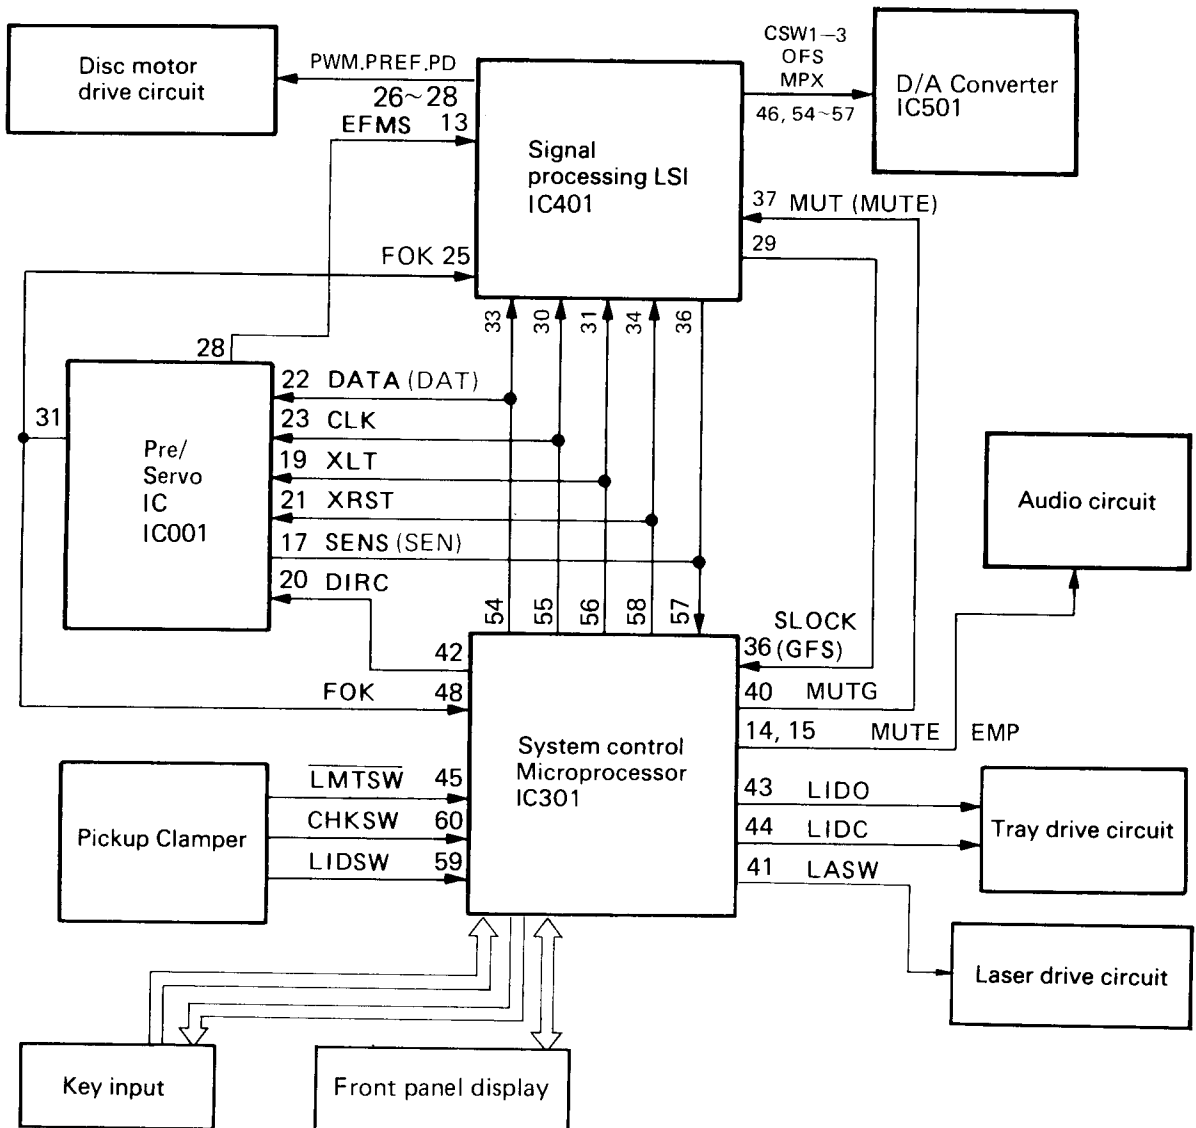 Disc motor
drive circuit
PWM.PREF.PD
26~28
EFMS 13
Signal
processing LSI
IC401
CSW1–3
OFS
MPX
46, 54~57
D/A Converter
IC501
37 MUT (MUTE)
29
FOK 25
33
30
31
34
36
28
31
Pre/
Servo
IC
IC001
22 DATA (DAT)
23 CLK
19 XLT
21 XRST
17 SENS (SEN)
20 DIRC
54
55
56
58
57
Audio circuit
SLOCK
36 (GFS)
42
FOK 48
40 MUTG
14, 15 MUTE EMP
System control
Microprocessor
IC301
Pickup Clamper
LMTSW 45
CHKSW 60
LIDSW 59
43 LIDO
44 LIDC
41 LASW
Tray drive circuit
Laser drive circuit
Key input
Front panel display